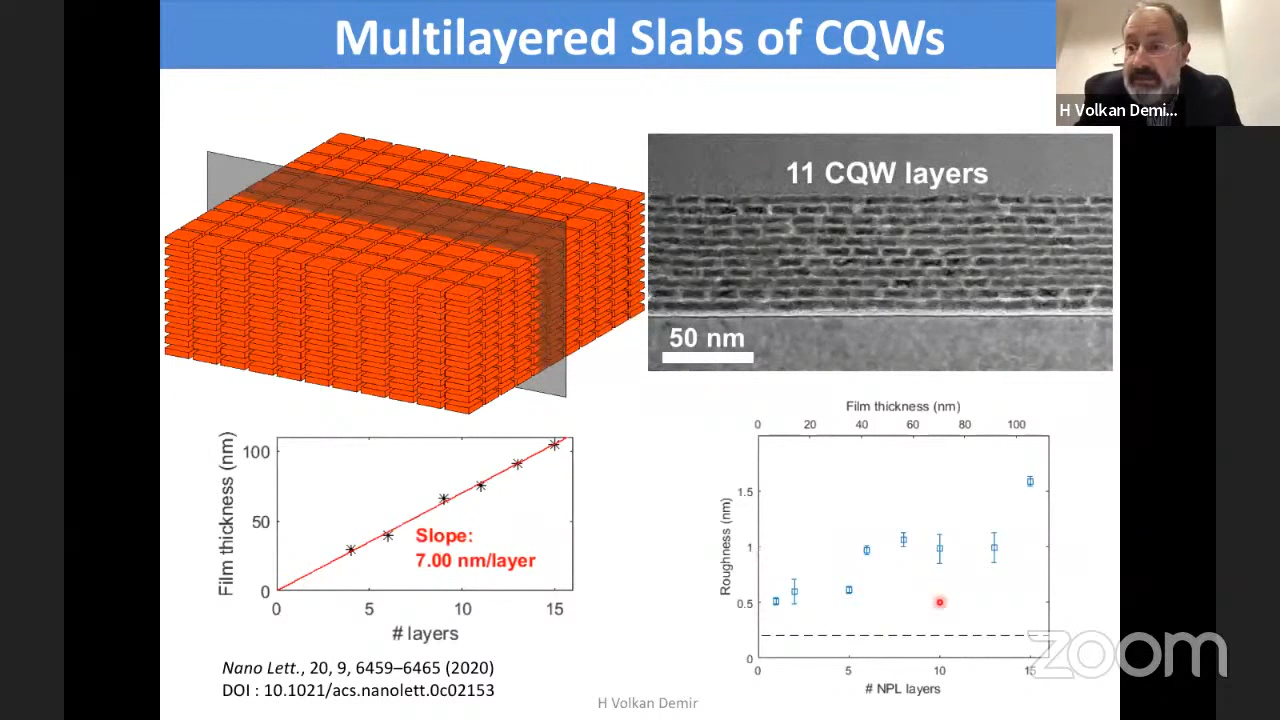 Multilayered Slabs of CQWs
H Volkan Demi...
11 CQW layers
50 nm
Film thickness (nm)
100
50
0
0
5
10
15
# layers
Slope:
7.00 nm/layer
Film thickness (nm)
0
20
40
60
80
100
Roughness (nm)
1.5
1
0.5
0
0
5
10
15
# NPL layers
Nano Lett., 20, 9, 6459–6465 (2020)
DOI : 10.1021/acs.nanolett.0c02153
H Volkan Demir
zoom